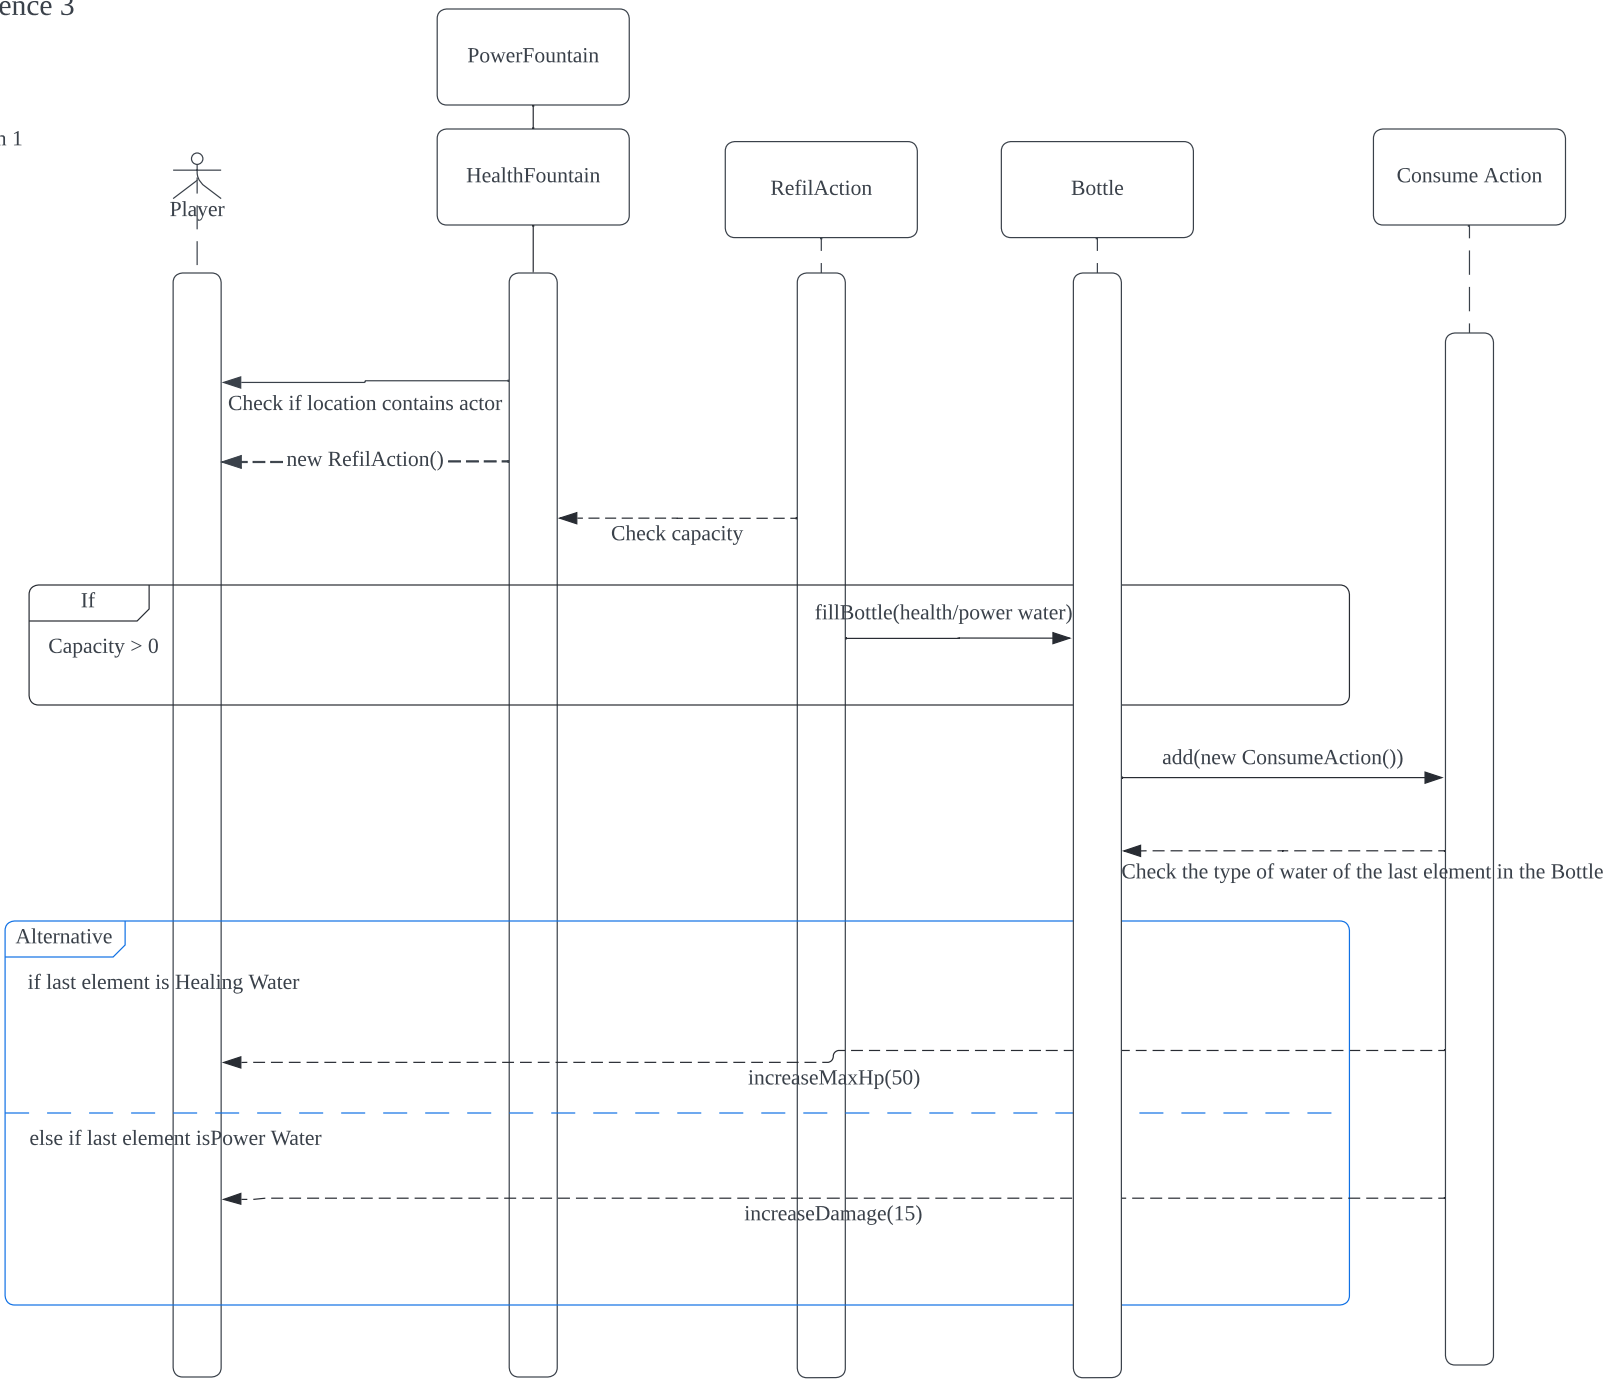 ence 3
PowerFountain
n 1
HealthFountain
Consume Action
RefilAction
Bottle
Player
Check if location contains actor
new RefilAction()
Check capacity
If
fillBottle(health/power water)
Capacity > 0
add(new ConsumeAction())
Check the type of water of the last element in the Bottle
Alternative
if last element is Healing Water
increaseMaxHp(50)
else if last element isPower Water
increaseDamage(15)